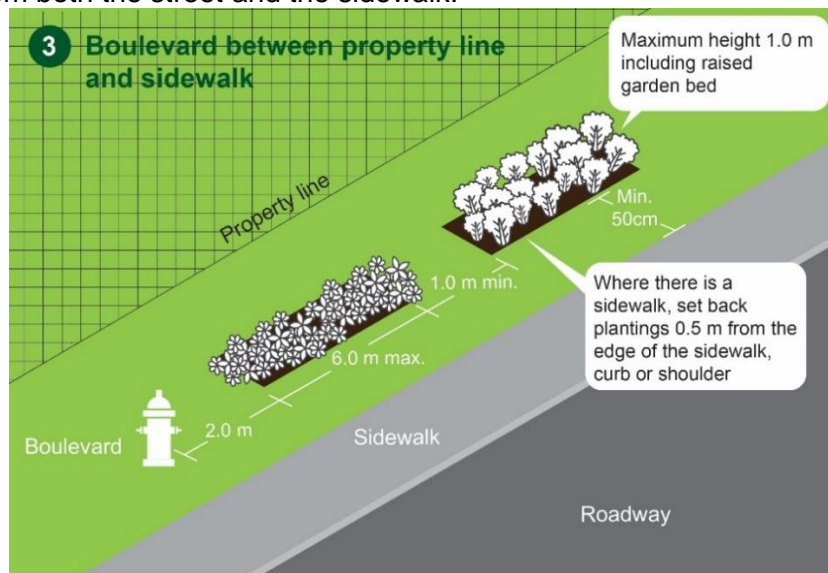 om both the street and the sidewalk.
3 Boulevard between property line
and sidewalk
Maximum height 1.0 m
including raised
garden bed
Property line
Min.
50cm
1.0 m min.
Where there is a
sidewalk, set back
plantings 0.5 m from the
edge of the sidewalk,
curb or shoulder
6.0 m max.
2.0 m
Boulevard
Sidewalk
Roadway